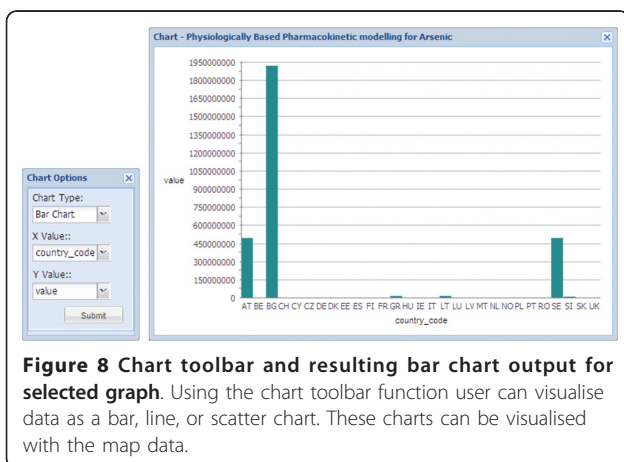 Chart - Physiologically Based Pharmacokinetic modelling for Arsenic
1950000000
1800000000
1650000000
1500000000
1350000000
1200000000
1050000000
900000000
750000000
600000000
450000000
300000000
150000000
0
value
AT BE BG CH CY CZ DE DK EE ES FI FR GR HU IE IT LT LU LV MT NL NO PL PT RO SE SI SK UK
country_code
Chart Options
Chart Type:
Bar Chart
X Value::
country_code
Y Value::
value
Submit
Figure 8 Chart toolbar and resulting bar chart output for
selected graph. Using the chart toolbar function user can visualise
data as a bar, line, or scatter chart. These charts can be visualised
with the map data.